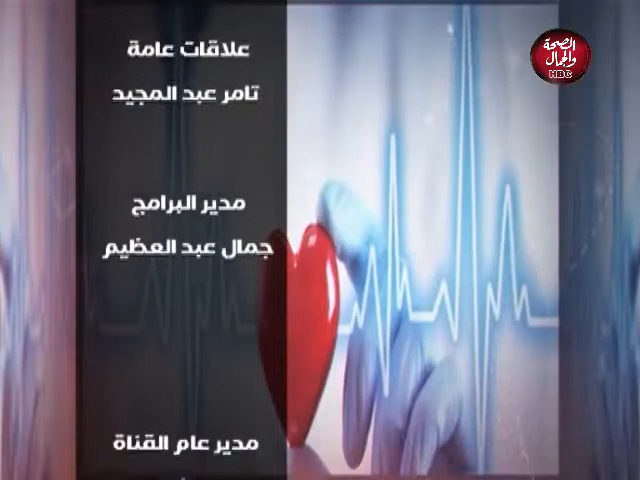 الصحة
والجمال
HBC
علاقات عامة
تامر عبد المجيد
مدير البرامج
جمال عبد العظيم
مدير عام القناة